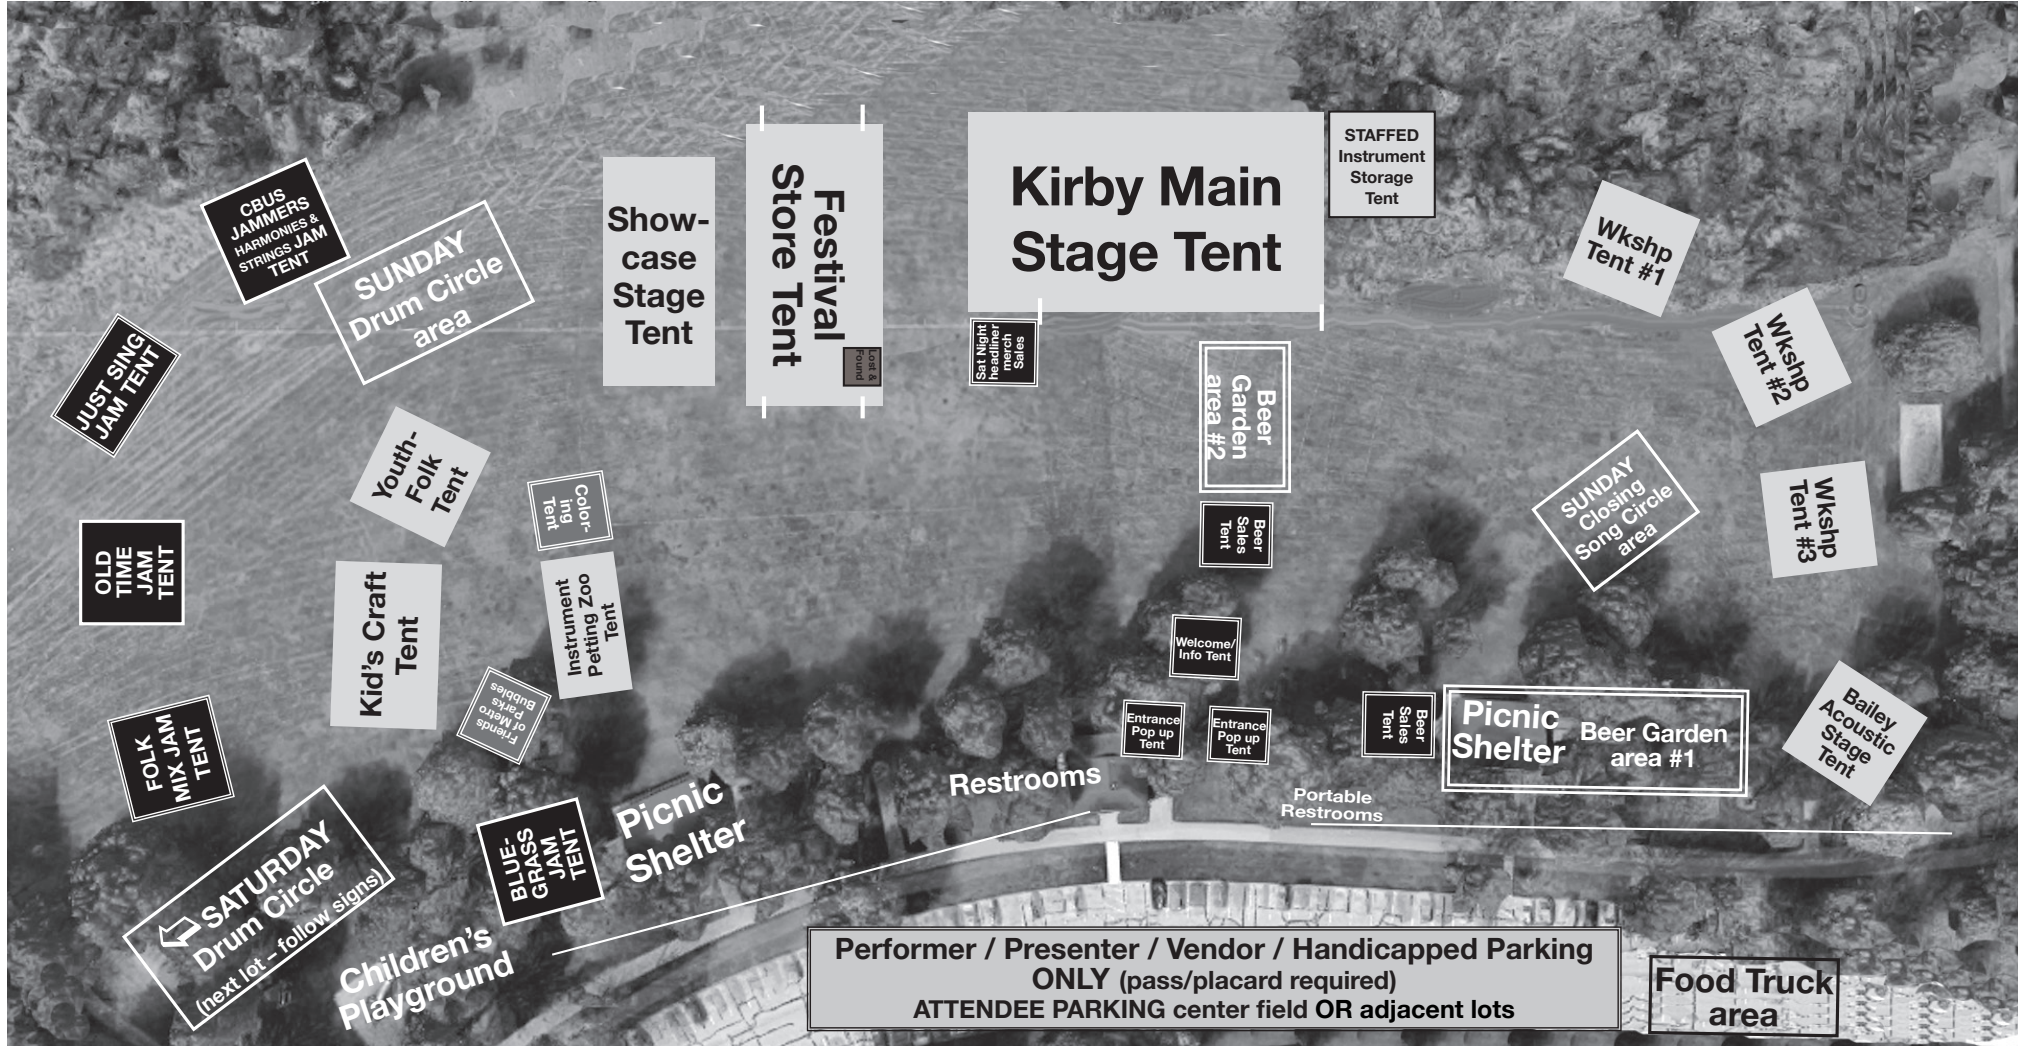 CBUS
JAMMERS
HARMONIES &
STRINGS JAM
TENT
SUNDAY
Drum Circle
area
Show-
case
Stage
Tent
Festival
Store Tent
Lost &
Found
Kirby Main
Stage Tent
STAFFED
Instrument
Storage
Tent
Wkshp
Tent #1
Wkshp
Tent #2
Wkshp
Tent #3
JUST SING
JAM TENT
Sat Night
headliner
merch
Sales
Beer
Garden
area #2
Youth-
Folk
Tent
Color-
ing
Tent
Beer
Sales
Tent
SUNDAY
Closing
Song Circle
area
OLD
TIME
JAM
TENT
Kid's Craft
Tent
Instrument
Petting Zoo
Tent
Welcome/
Info Tent
Friends
of Metro
Parks
Bubbles
Entrance
Pop up
Tent
Entrance
Pop up
Tent
Beer
Sales
Tent
Picnic
Shelter
Beer Garden
area #1
Bailey
Acoustic
Stage
Tent
FOLK
MIX JAM
TENT
Restrooms
Portable
Restrooms
Picnic
Shelter
BLUE-
GRASS
JAM
TENT
SATURDAY
Drum Circle
(next lot – follow signs)
Children's
Playground
Performer / Presenter / Vendor / Handicapped Parking
ONLY (pass/placard required)
ATTENDEE PARKING center field OR adjacent lots
Food Truck
area